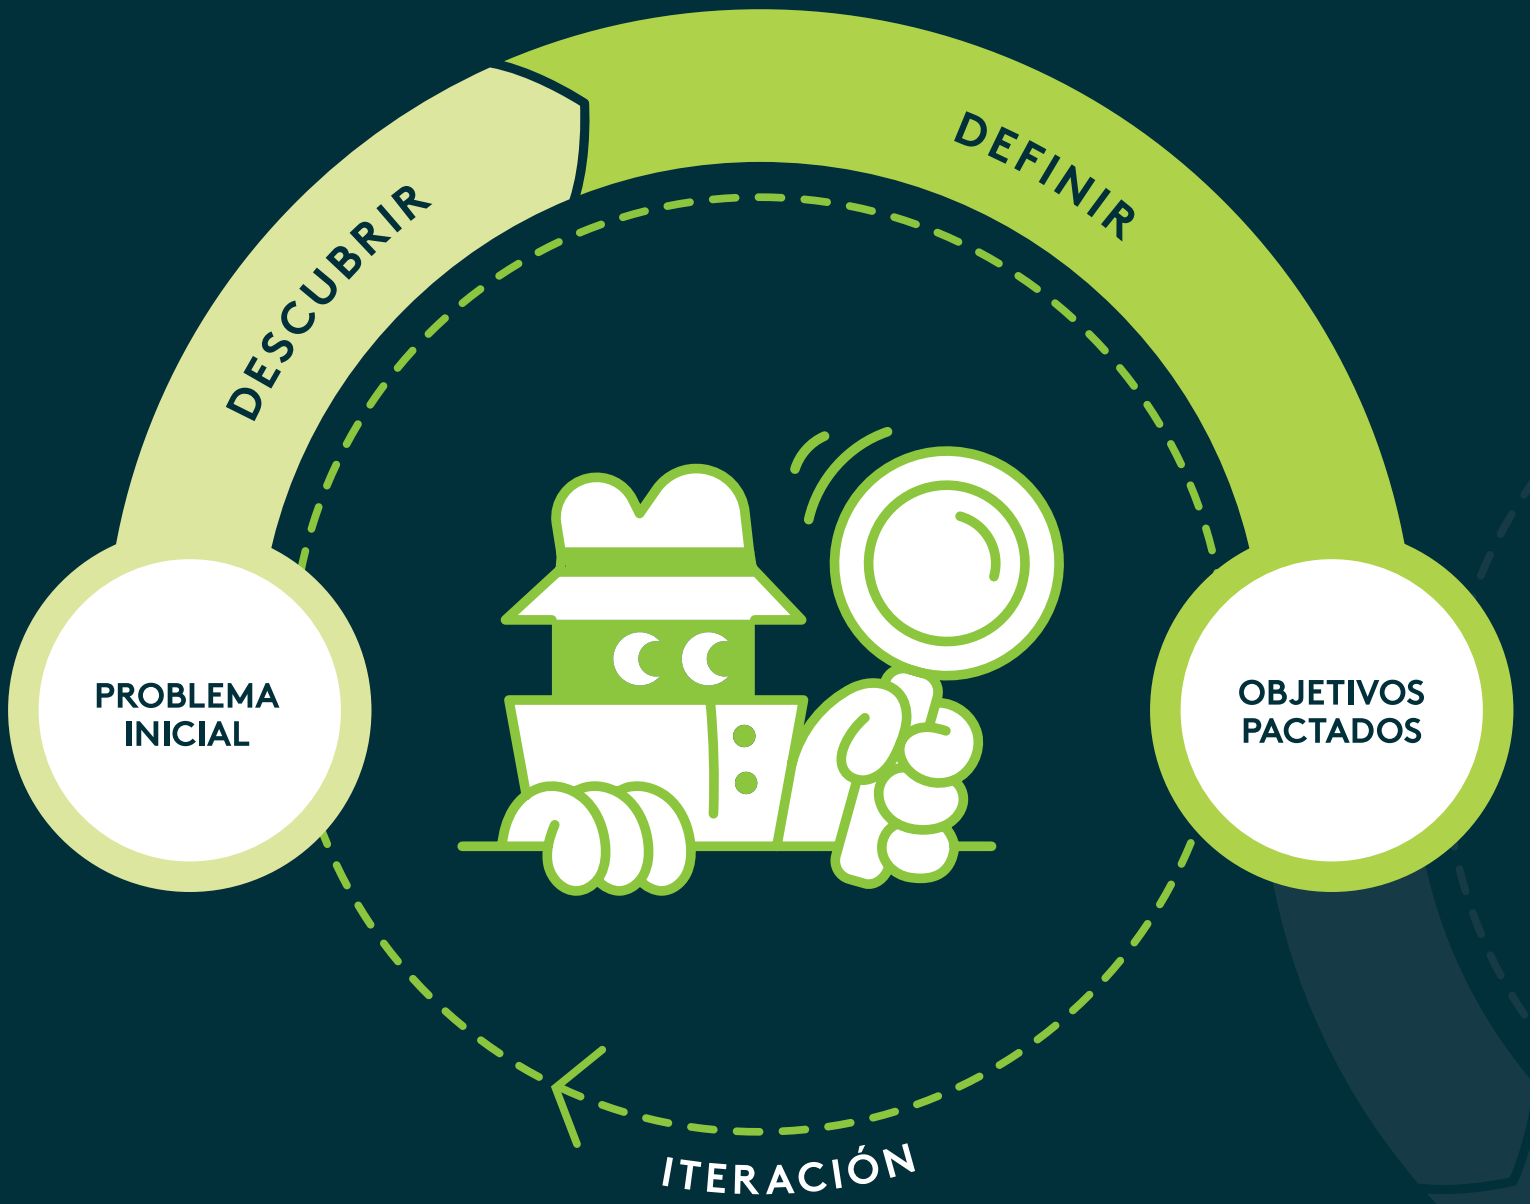 DESCUBRIR
DEFINIR
PROBLEMA
INICIAL
OBJETIVOS
PACTADOS
ITERACIÓN